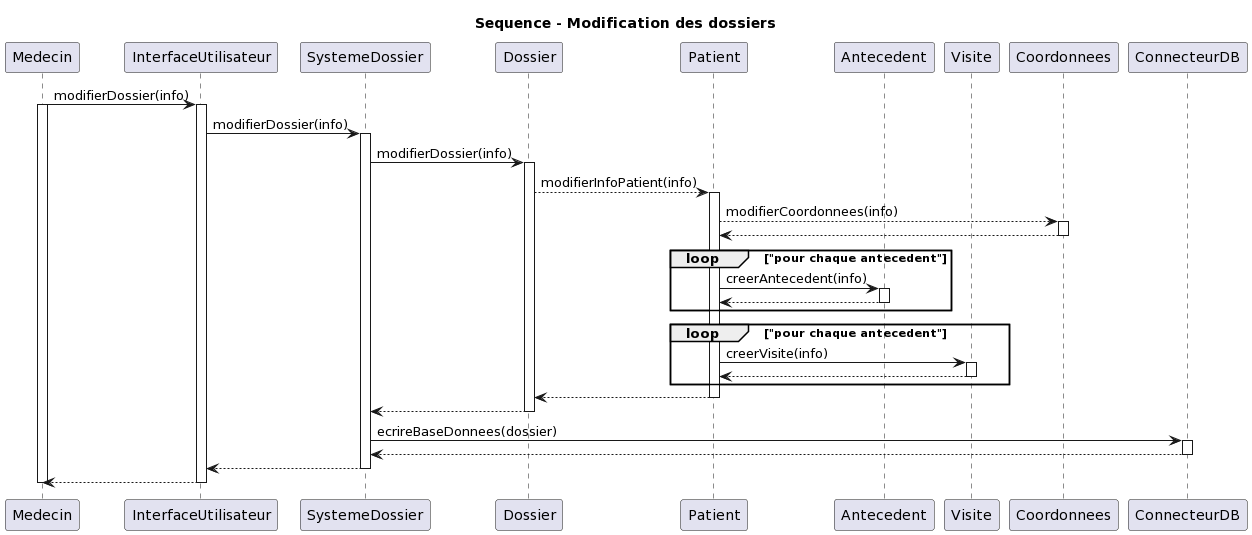 Sequence - Modification des dossiers
Medecin InterfaceUtilisateur SystemeDossier Dossier Patient Antecedent Visite Coordonnees ConnecteurDB
modifierDossier(info)
modifierDossier(info)
modifierDossier(info)
modifierInfoPatient(info)
modifierCoordonnees(info)
loop ["pour chaque antecedent"]
creerAntecedent(info)
loop ["pour chaque antecedent"]
creerVisite(info)
ecrireBaseDonnees(dossier)
Medecin InterfaceUtilisateur SystemeDossier Dossier Patient Antecedent Visite Coordonnees ConnecteurDB